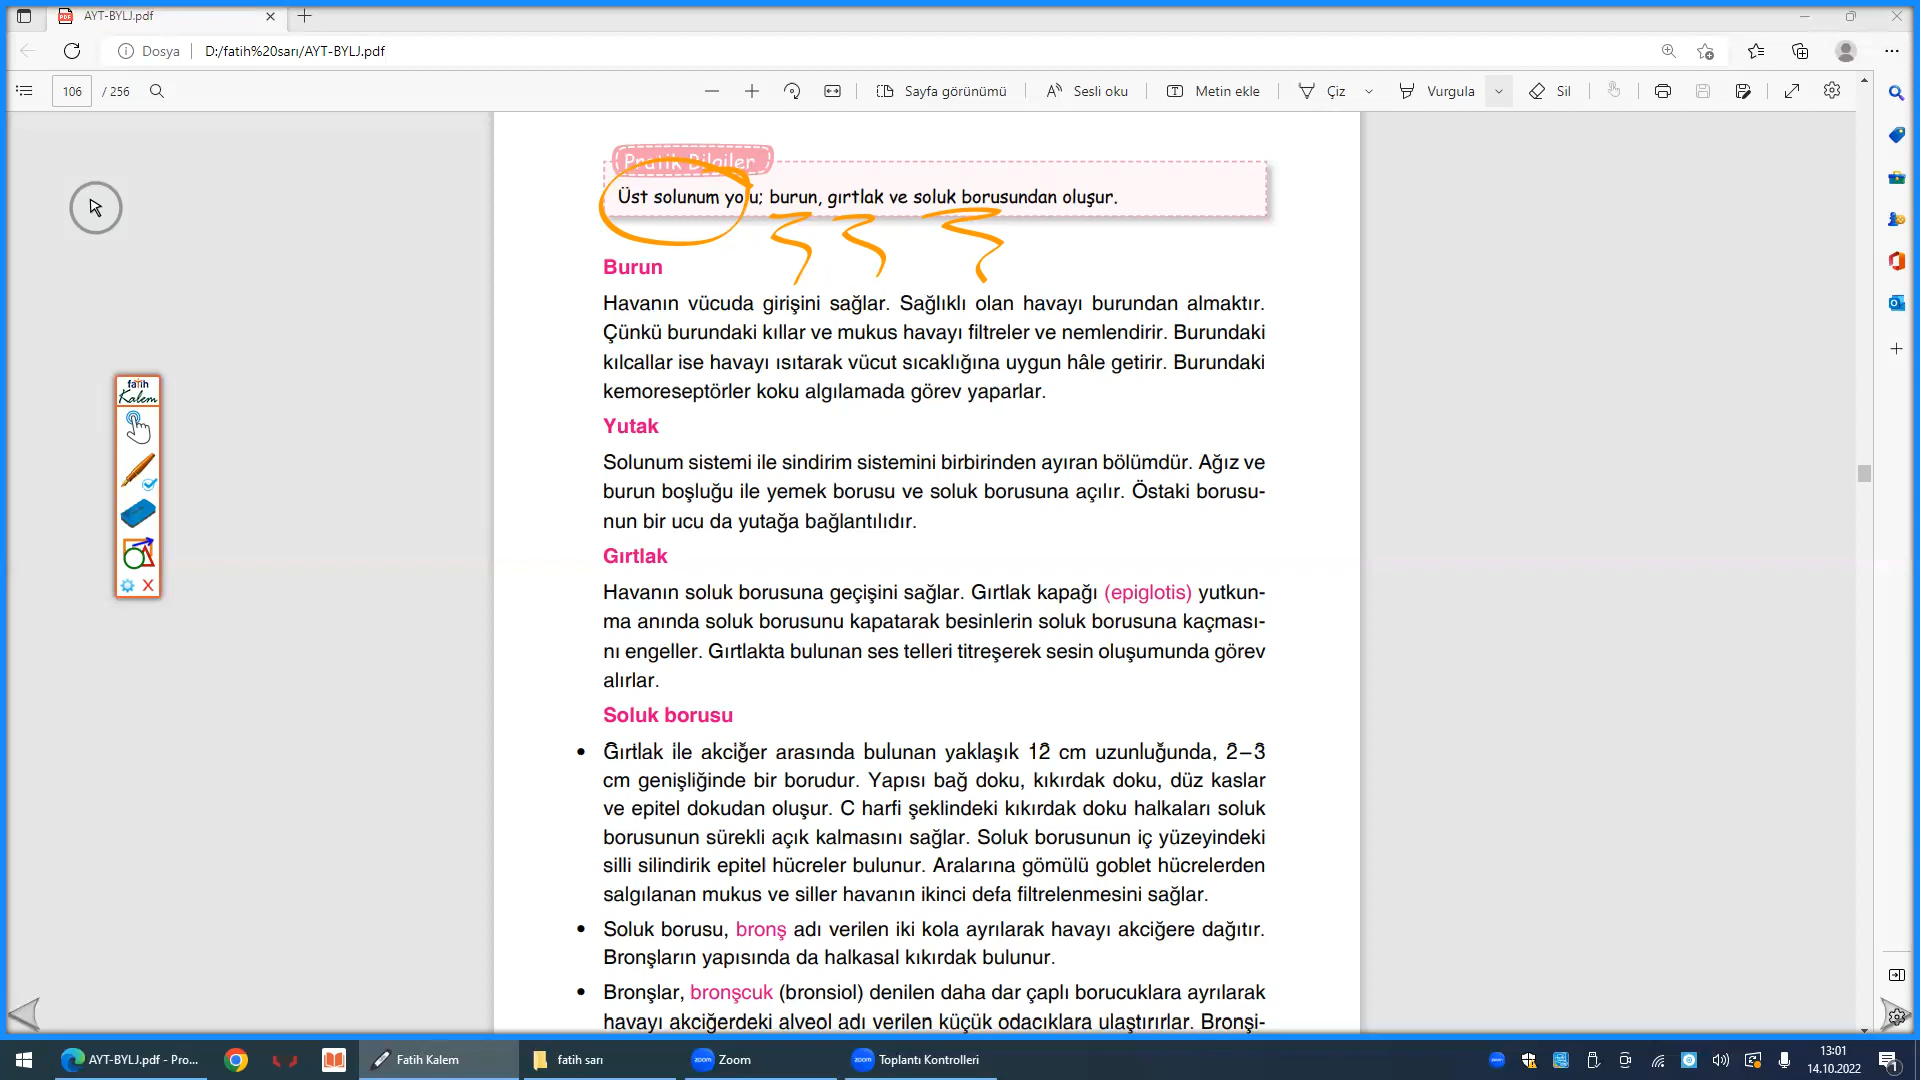 AYT-BYLJ.pdf
Dosya
D:/fatih%20sarı/AYT-BYLJ.pdf
106 / 256
Sayfa görünümü
Sesli oku
Metin ekle
Çiz
Vurgula
Sil
Pratik Bilgiler
Üst solunum yolu; burun, gırtlak ve soluk borusundan oluşur.
Burun
Havanın vücuda girişini sağlar. Sağlıklı olan havayı burundan almaktır.
Çünkü burundaki kıllar ve mukus havayı filtreler ve nemlendirir. Burundaki
kılcallar ise havayı ısıtarak vücut sıcaklığına uygun hâle getirir. Burundaki
kemoreseptörler koku algılamada görev yaparlar.
Yutak
Solunum sistemi ile sindirim sistemini birbirinden ayıran bölümdür. Ağız ve
burun boşluğu ile yemek borusu ve soluk borusuna açılır. Östaki borusu-
nun bir ucu da yutağa bağlantılıdır.
Gırtlak
Havanın soluk borusuna geçişini sağlar. Gırtlak kapağı (epiglotis) yutkun-
ma anında soluk borusunu kapatarak besinlerin soluk borusuna kaçması-
nı engeller. Gırtlakta bulunan ses telleri titreşerek sesin oluşumunda görev
alırlar.
Soluk borusu
• Gırtlak ile akciğer arasında bulunan yaklaşık 12 cm uzunluğunda, 2–3
cm genişliğinde bir borudur. Yapısı bağ doku, kıkırdak doku, düz kaslar
ve epitel dokudan oluşur. C harfi şeklindeki kıkırdak doku halkaları soluk
borusunun sürekli açık kalmasını sağlar. Soluk borusunun iç yüzeyindeki
silli silindirik epitel hücreler bulunur. Aralarına gömülü goblet hücrelerden
salgılanan mukus ve siller havanın ikinci defa filtrelenmesini sağlar.
• Soluk borusu, bronş adı verilen iki kola ayrılarak havayı akciğere dağıtır.
Bronşların yapısında da halkasal kıkırdak bulunur.
• Bronşlar, bronşcuk (bronsiol) denilen daha dar çaplı borucuklara ayrılarak
havayı akciğerdeki alveol adı verilen küçük odacıklara ulaştırırlar. Bronşi-
fatih
Kalem
AYT-BYLJ.pdf - Pro...
Fatih Kalem
fatih sarı
zoom
Zoom
zoom
Toplantı Kontrolleri
13:01
14.10.2022
1